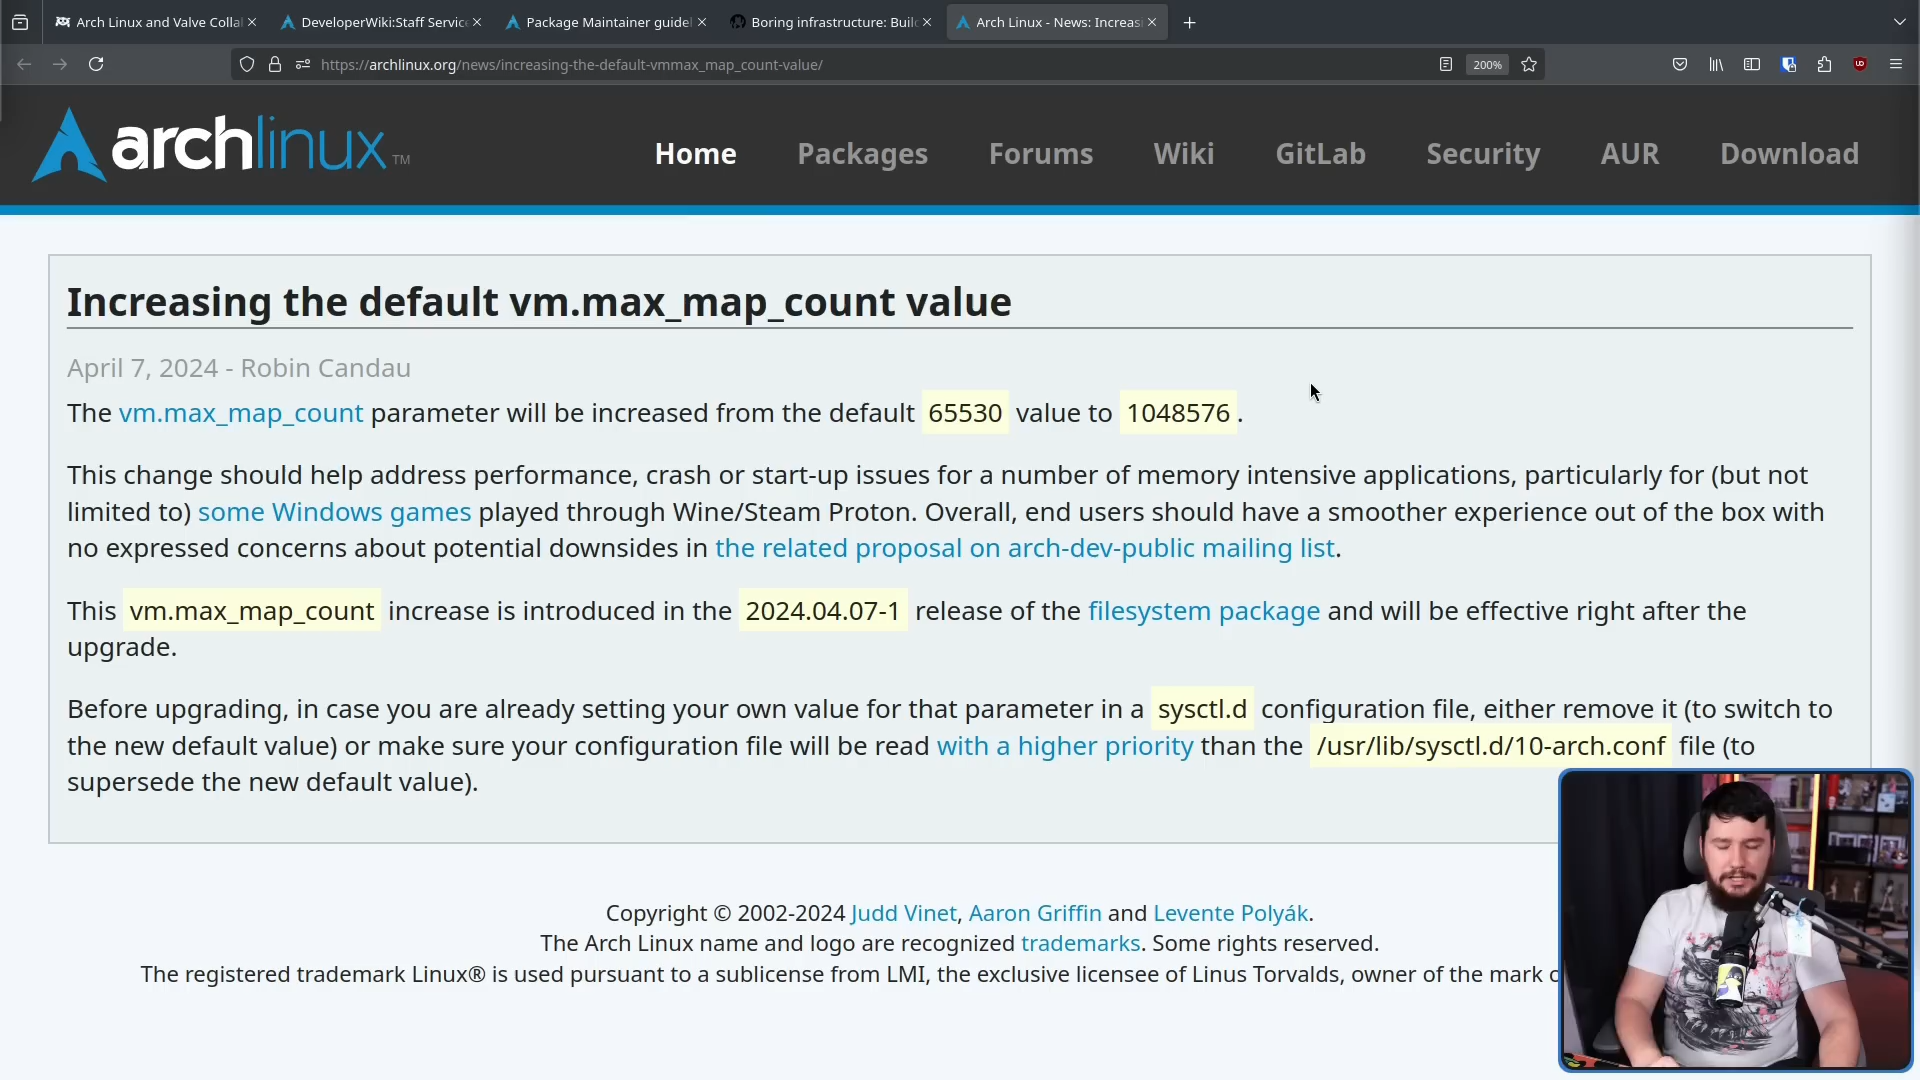 Arch Linux and Valve Colla
DeveloperWiki:Staff Service
Package Maintainer guidel
Boring infrastructure: Build
Arch Linux - News: Increasi
https://archlinux.org/news/increasing-the-default-vmmax_map_count-value/
200%
archlinux TM
Home
Packages
Forums
Wiki
GitLab
Security
AUR
Download
Increasing the default vm.max_map_count value
April 7, 2024 - Robin Candau
The vm.max_map_count parameter will be increased from the default 65530 value to 1048576.
This change should help address performance, crash or start-up issues for a number of memory intensive applications, particularly for (but not
limited to) some Windows games played through Wine/Steam Proton. Overall, end users should have a smoother experience out of the box with
no expressed concerns about potential downsides in the related proposal on arch-dev-public mailing list.
This vm.max_map_count increase is introduced in the 2024.04.07-1 release of the filesystem package and will be effective right after the
upgrade.
Before upgrading, in case you are already setting your own value for that parameter in a sysctl.d configuration file, either remove it (to switch to
the new default value) or make sure your configuration file will be read with a higher priority than the /usr/lib/sysctl.d/10-arch.conf file (to
supersede the new default value).
Copyright © 2002-2024 Judd Vinet, Aaron Griffin and Levente Polyák.
The Arch Linux name and logo are recognized trademarks. Some rights reserved.
The registered trademark Linux® is used pursuant to a sublicense from LMI, the exclusive licensee of Linus Torvalds, owner of the mark o